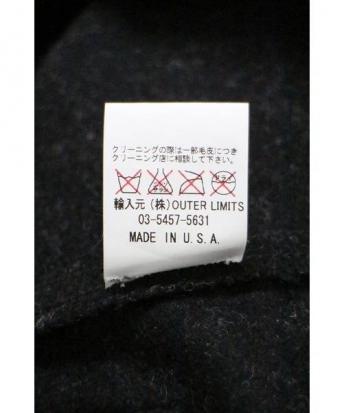 クリーニングの際は一部毛皮につき
クリーニング店に相談して下さい。
輸入元 (株)OUTER LIMITS
03-5457-5631
MADE IN U.S.A.